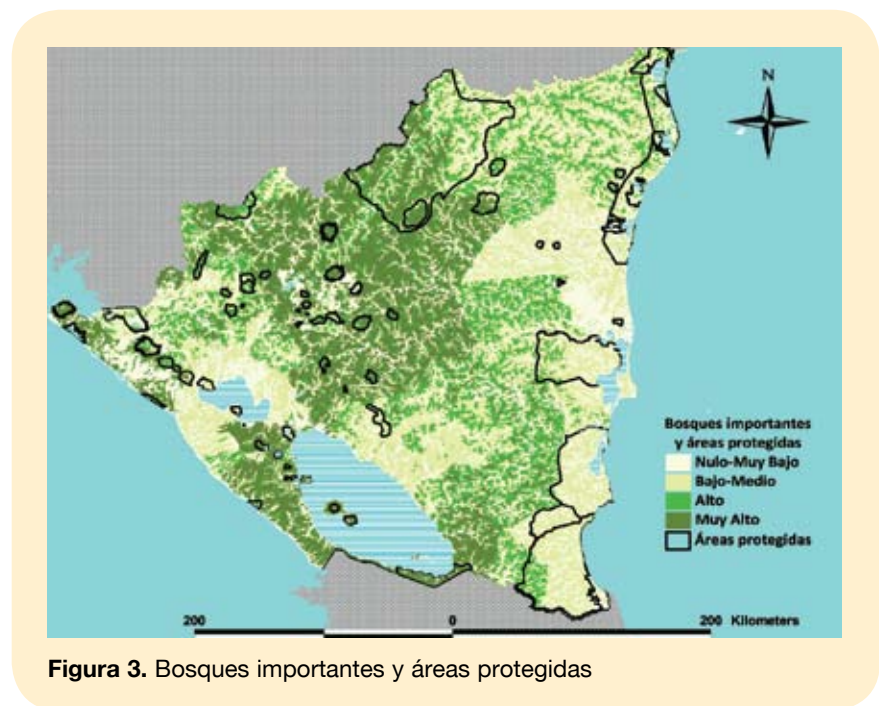 N
Bosques importantes
y áreas protegidas
Nulo-Muy Bajo
Bajo-Medio
Alto
Muy Alto
Áreas protegidas
200 0 200 Kilometers
Figura 3. Bosques importantes y áreas protegidas